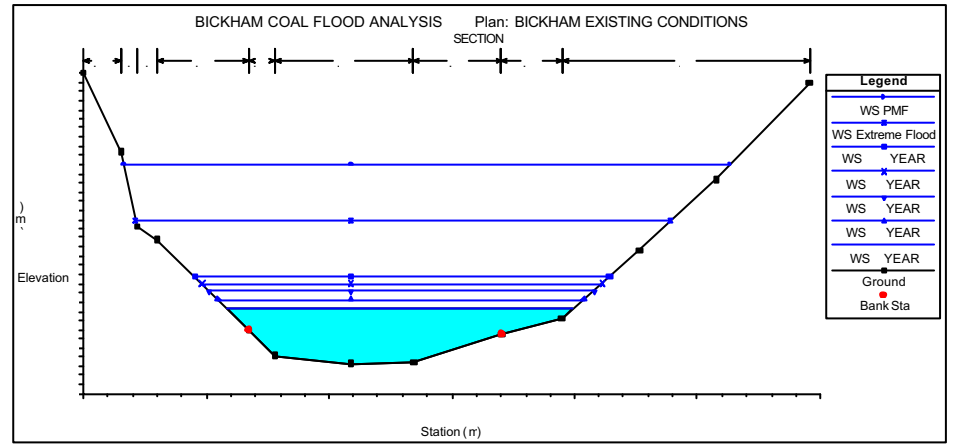 BICKHAM COAL FLOOD ANALYSIS Plan: BICKHAM EXISTING CONDITIONS
SECTION
Legend
WS PMF
WS Extreme Flood
WS YEAR
WS YEAR
WS YEAR
WS YEAR
WS YEAR
Ground
Bank Sta
Elevation
Station (m)